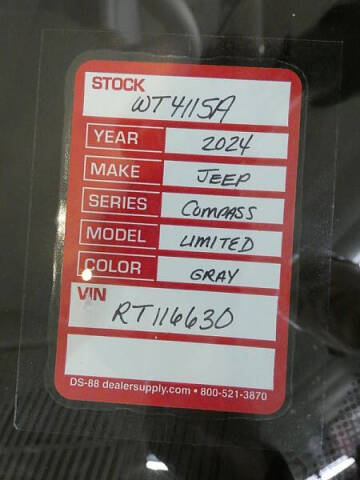 STOCK
WT4115A
YEAR 2024
MAKE JEEP
SERIES COMPASS
MODEL LIMITED
COLOR GRAY
VIN
RT116630
DS-88 dealersupply.com • 800-521-3870